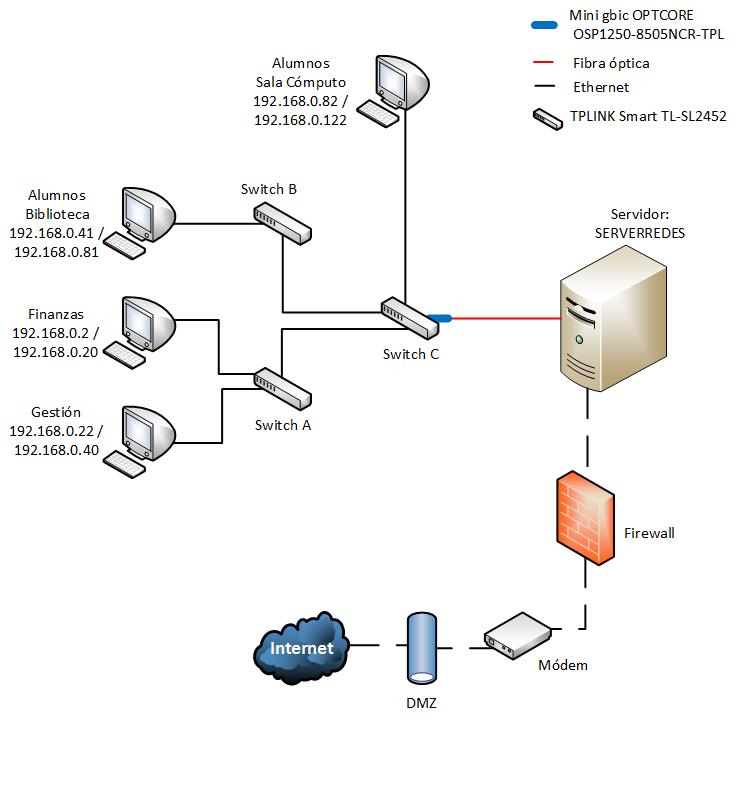 Mini gbic OPTCORE
OSP1250-8505NCR-TPL
Fibra óptica
Ethernet
TPLINK Smart TL-SL2452
Alumnos
Sala Cómputo
192.168.0.82 /
192.168.0.122
Switch B
Alumnos
Biblioteca
192.168.0.41 /
192.168.0.81
Servidor:
SERVERREDES
Finanzas
192.168.0.2 /
192.168.0.20
Switch C
Gestión
192.168.0.22 /
192.168.0.40
Switch A
Firewall
Internet
Módem
DMZ